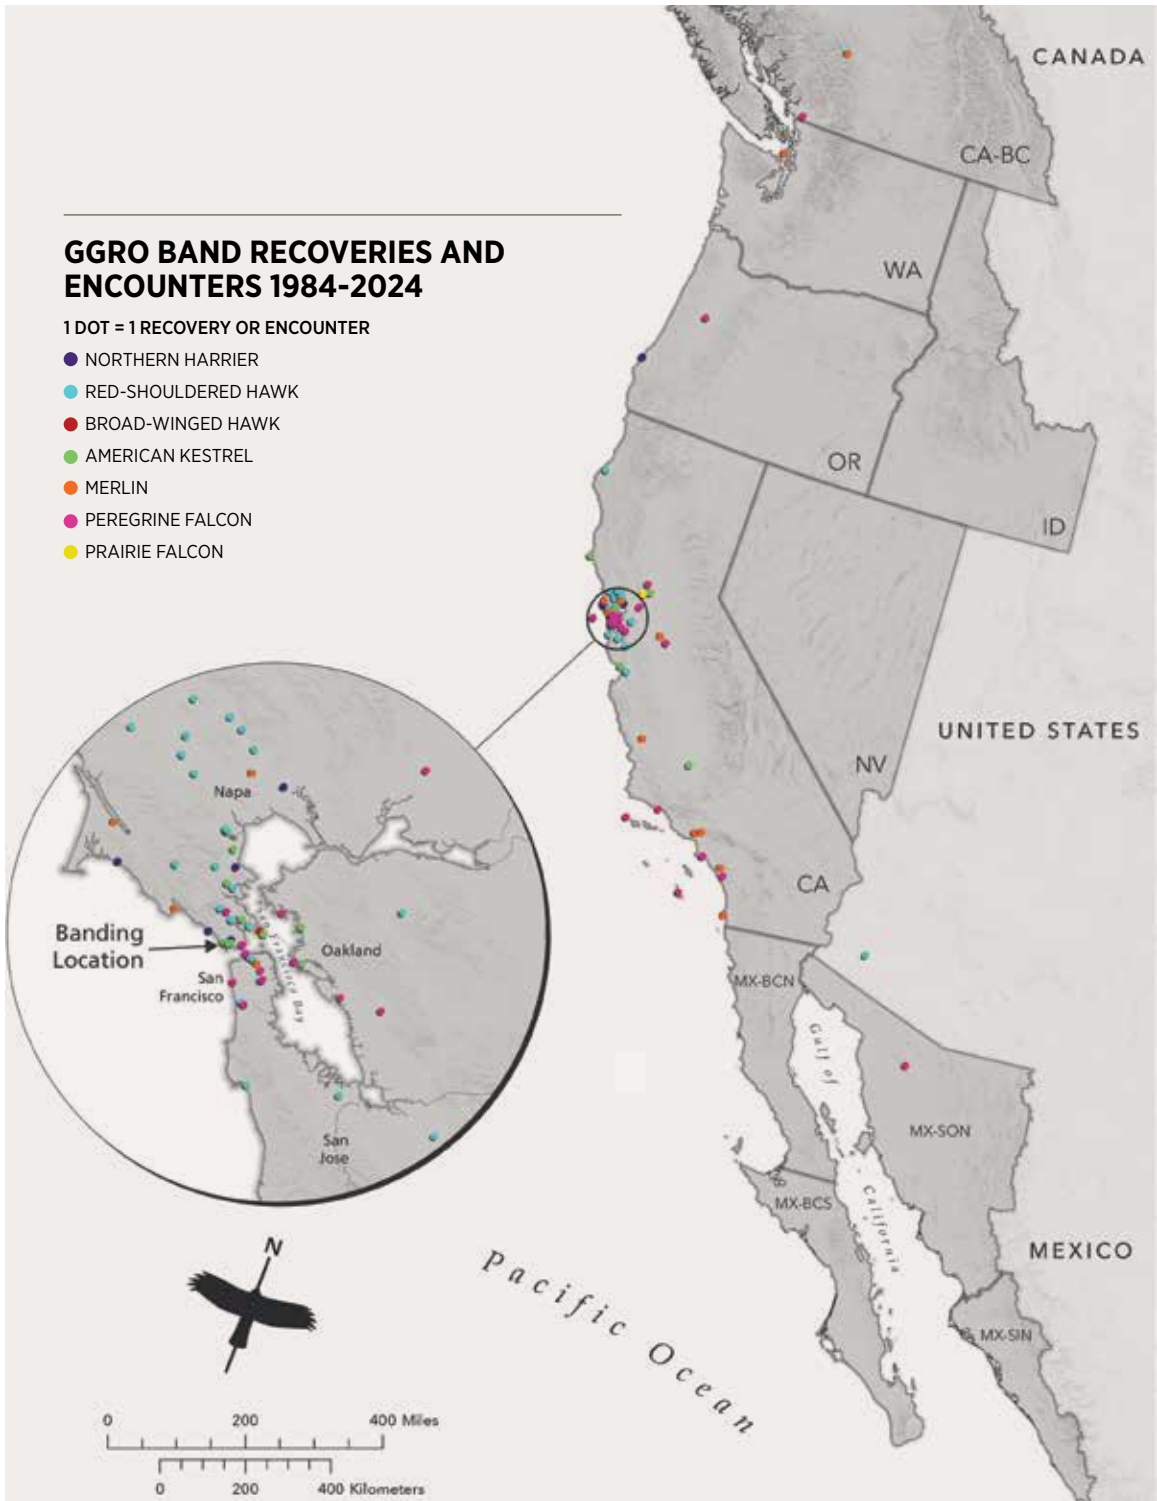 GGRO BAND RECOVERIES AND
ENCOUNTERS 1984-2024
1 DOT = 1 RECOVERY OR ENCOUNTER
NORTHERN HARRIER
RED-SHOULDERED HAWK
BROAD-WINGED HAWK
AMERICAN KESTREL
MERLIN
PEREGRINE FALCON
PRAIRIE FALCON
CANADA
CA-BC
WA
OR
ID
UNITED STATES
NV
CA
MX-BCN
Gulf of
California
MX-SON
MX-BCS
MEXICO
MX-SIN
Napa
Banding
Location
Oakland
San
Francisco
San Francisco Bay
San
Jose
N
Pacific Ocean
0 200 400 Miles
0 200 400 Kilometers